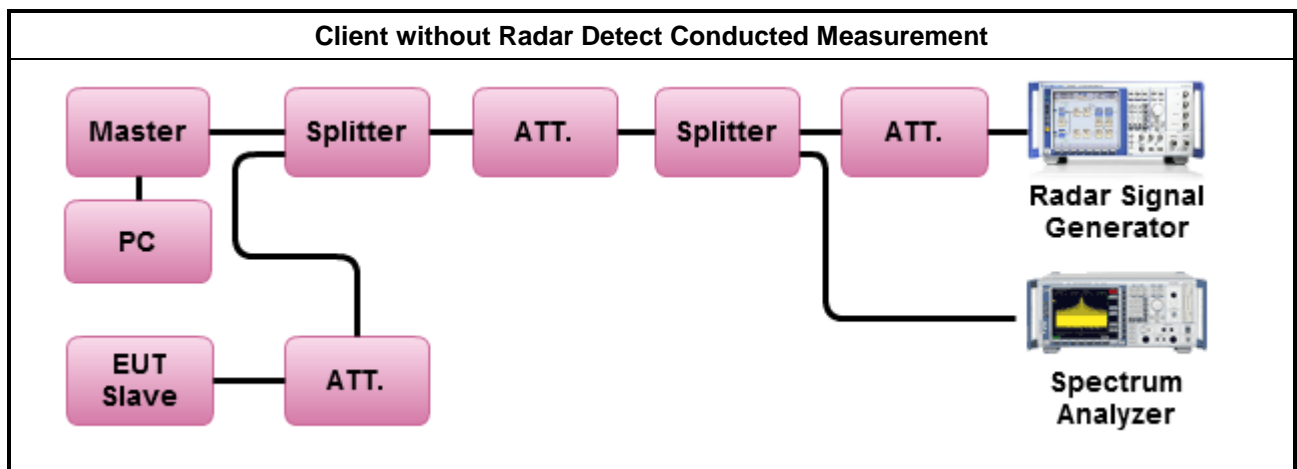 Client without Radar Detect Conducted Measurement
Master
Splitter
ATT.
Splitter
ATT.
Radar Signal
Generator
PC
EUT
Slave
ATT.
Spectrum
Analyzer